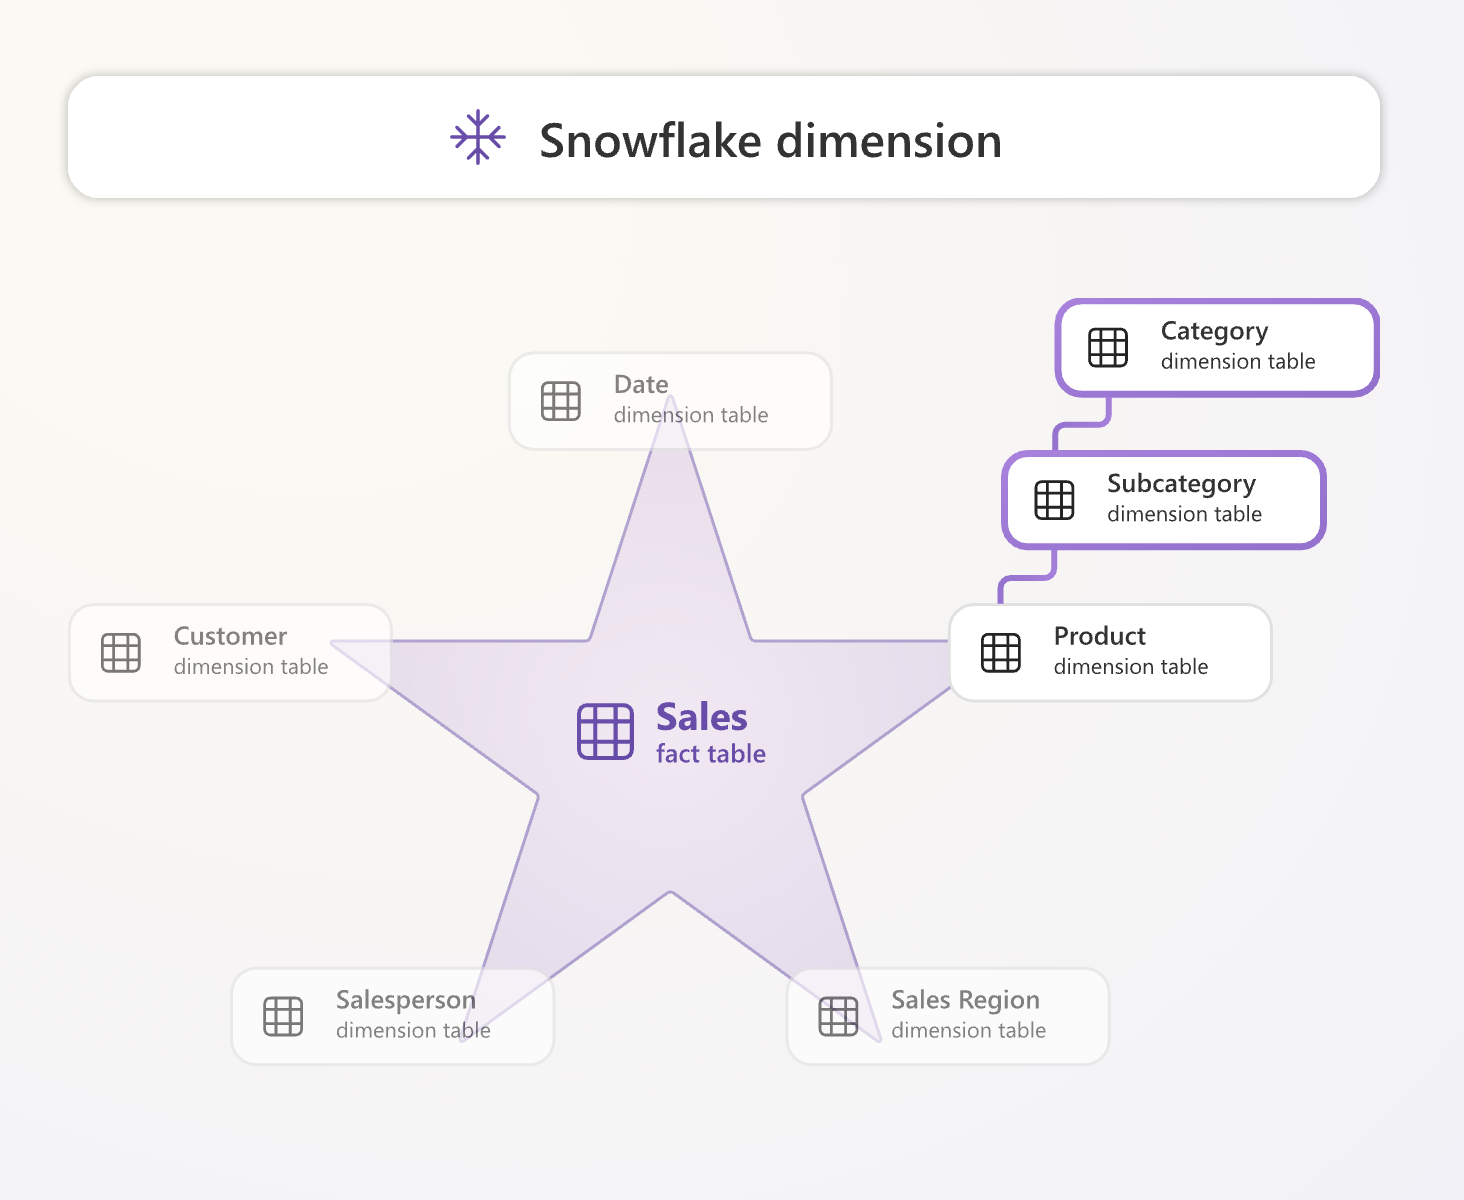 Snowflake dimension
Category
dimension table
Date
dimension table
Subcategory
dimension table
Customer
dimension table
Product
dimension table
Sales
fact table
Salesperson
dimension table
Sales Region
dimension table